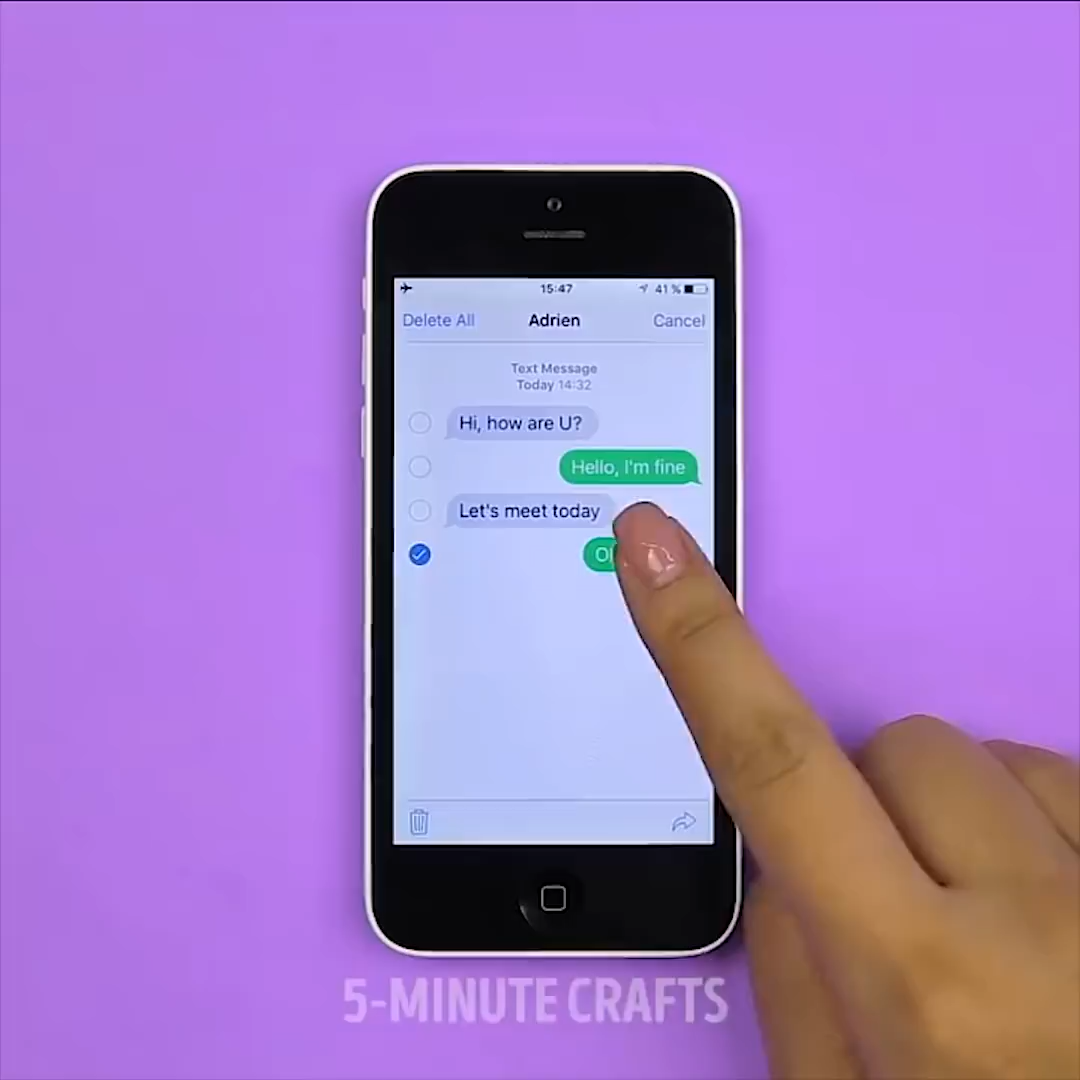 15:47
41 %
Delete All
Adrien
Cancel
Text Message
Today 14:32
Hi, how are U?
Hello, I'm fine
Let's meet today
5-MINUTE CRAFTS